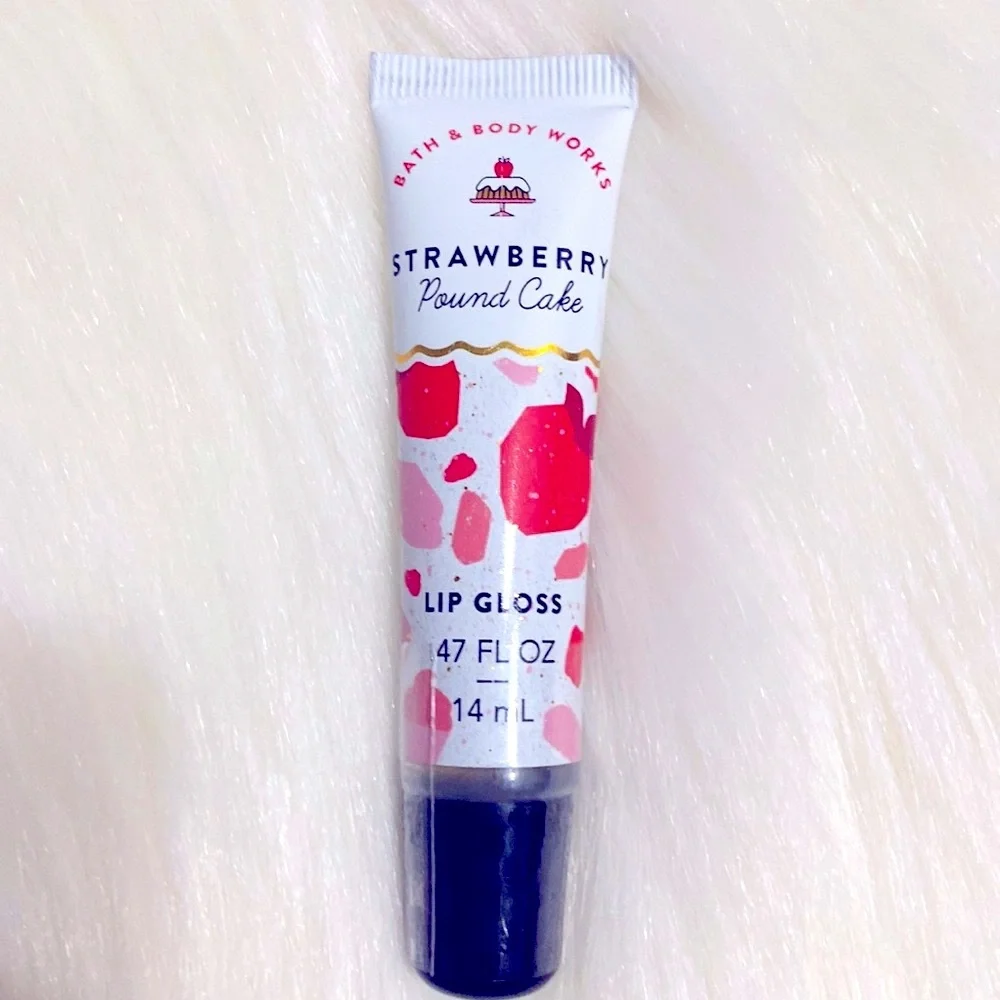 BATH & BODY WORKS
STRAWBERRY
Pound Cake
LIP GLOSS
47 FL OZ
14 mL